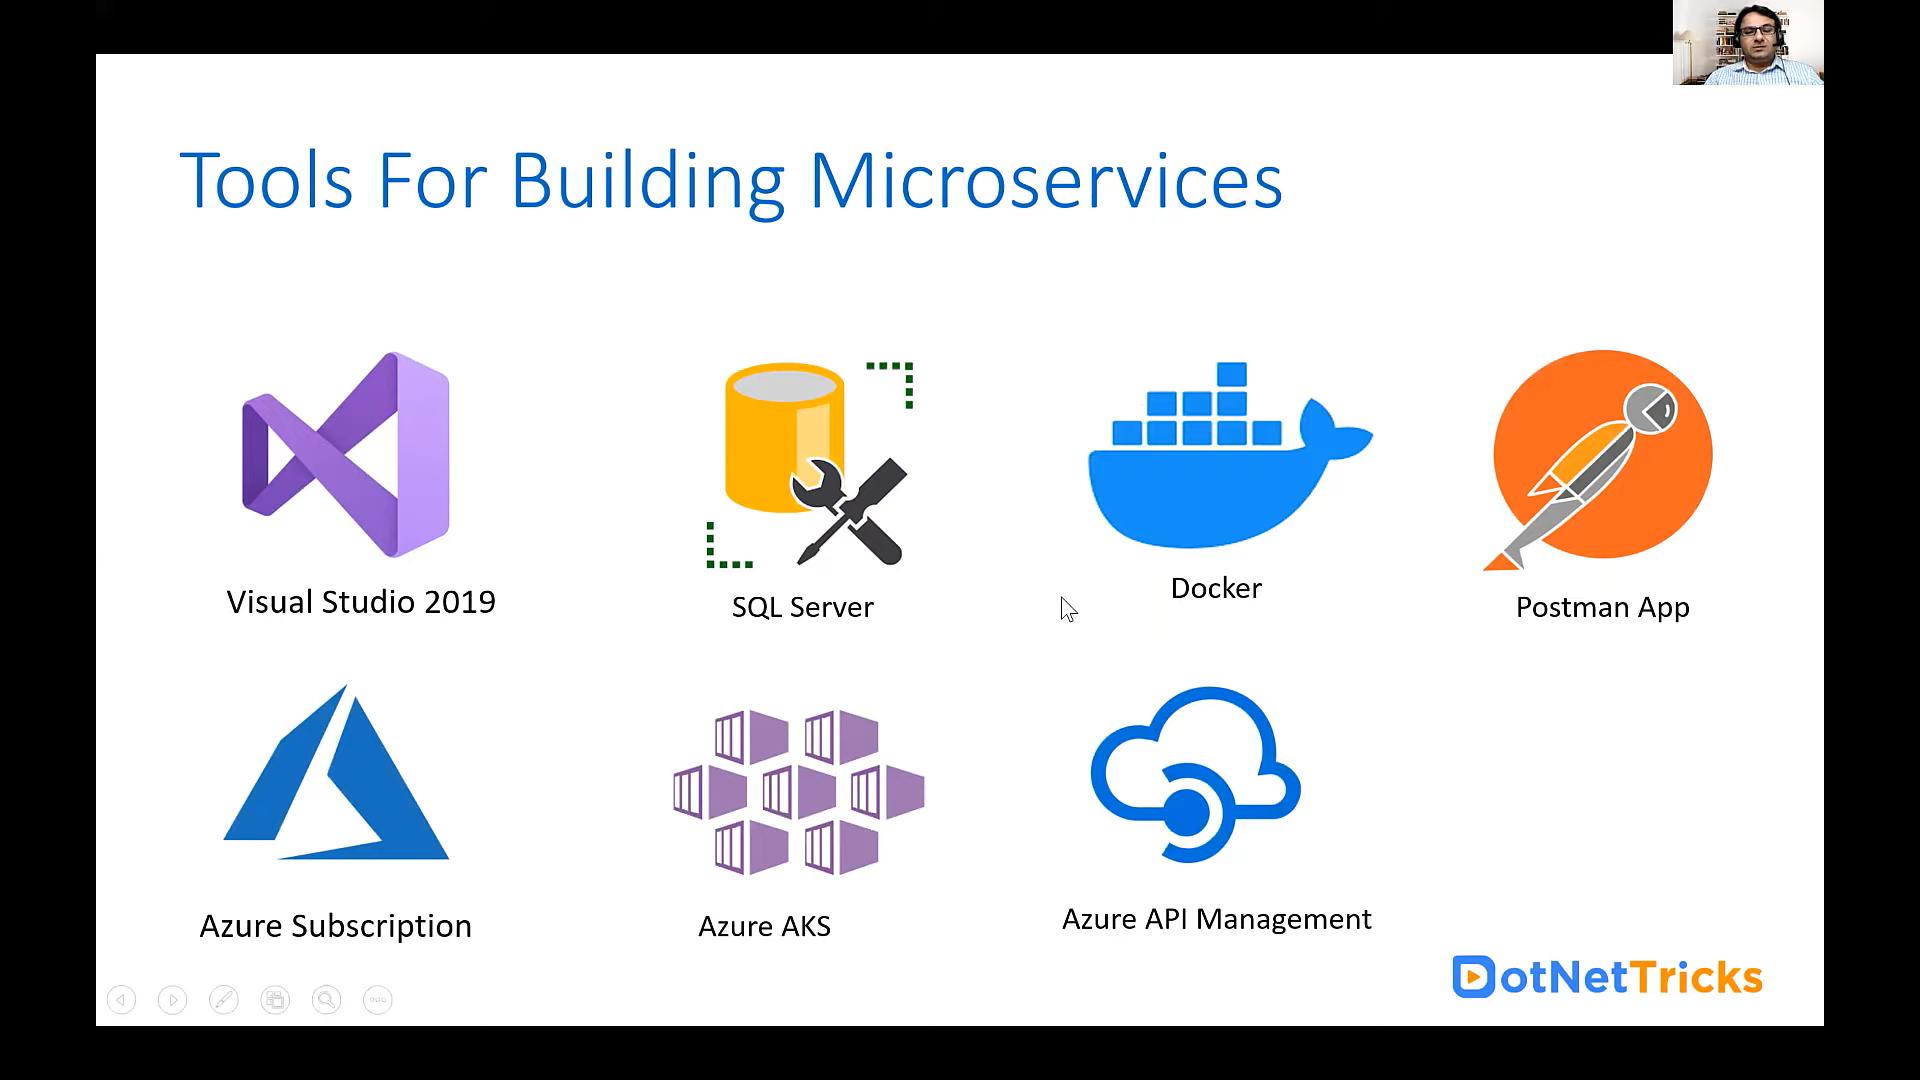 Tools For Building Microservices
Visual Studio 2019
SQL Server
Docker
Postman App
Azure Subscription
Azure AKS
Azure API Management
DotNetTricks